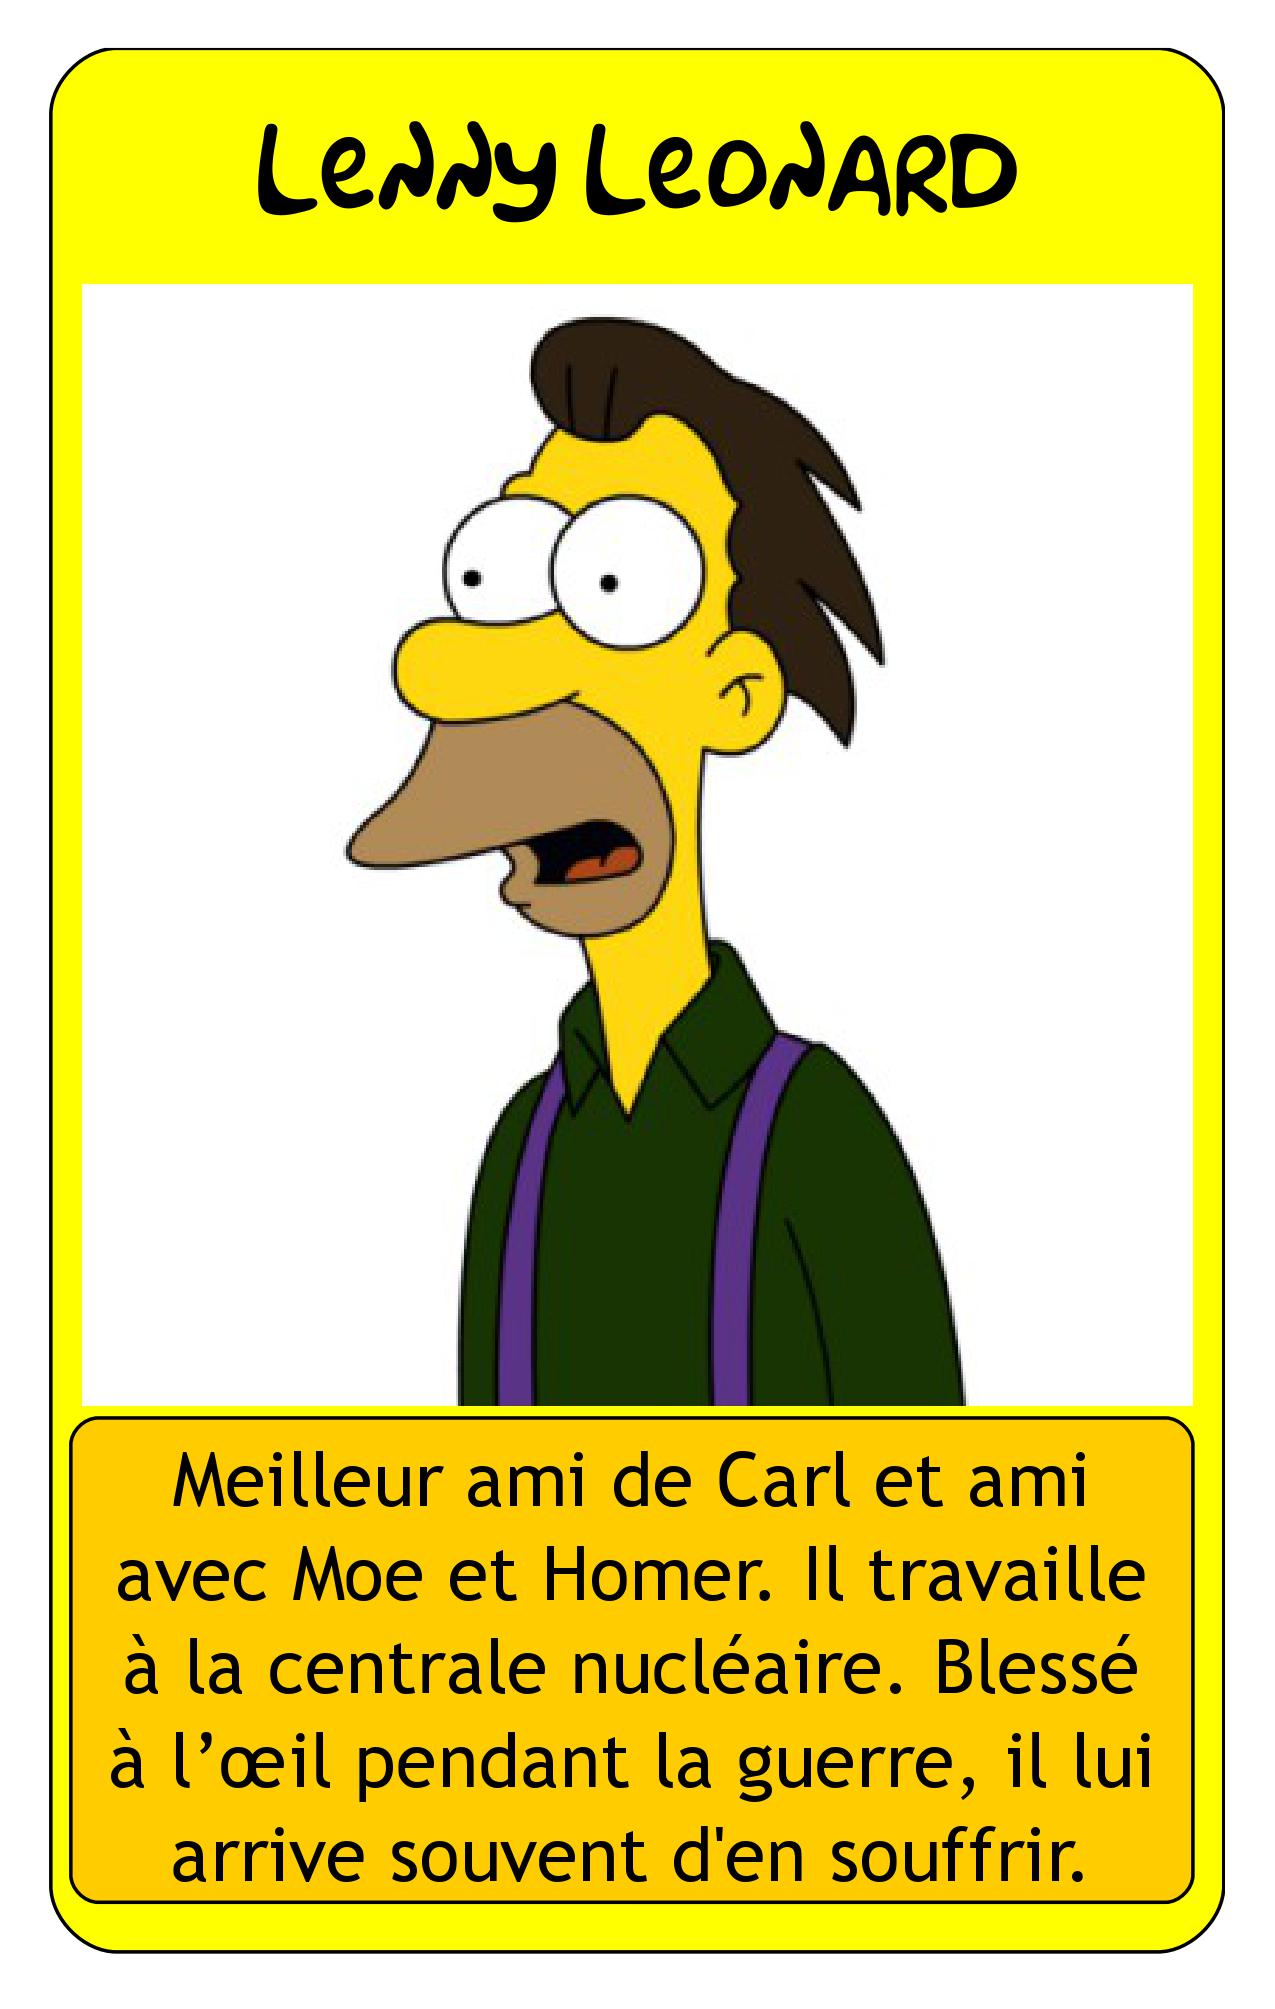 Lenny Leonard
Meilleur ami de Carl et ami
avec Moe et Homer. Il travaille
à la centrale nucléaire. Blessé
à l’œil pendant la guerre, il lui
arrive souvent d'en souffrir.